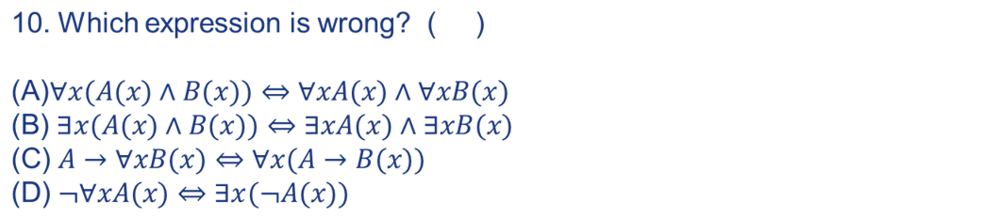 10. Which expression is wrong? (    )
(A)∀x(A(x) ∧ B(x)) ⇔ ∀xA(x) ∧ ∀xB(x)
(B) ∃x(A(x) ∧ B(x)) ⇔ ∃xA(x) ∧ ∃xB(x)
(C) A → ∀xB(x) ⇔ ∀x(A → B(x))
(D) ¬∀xA(x) ⇔ ∃x(¬A(x))